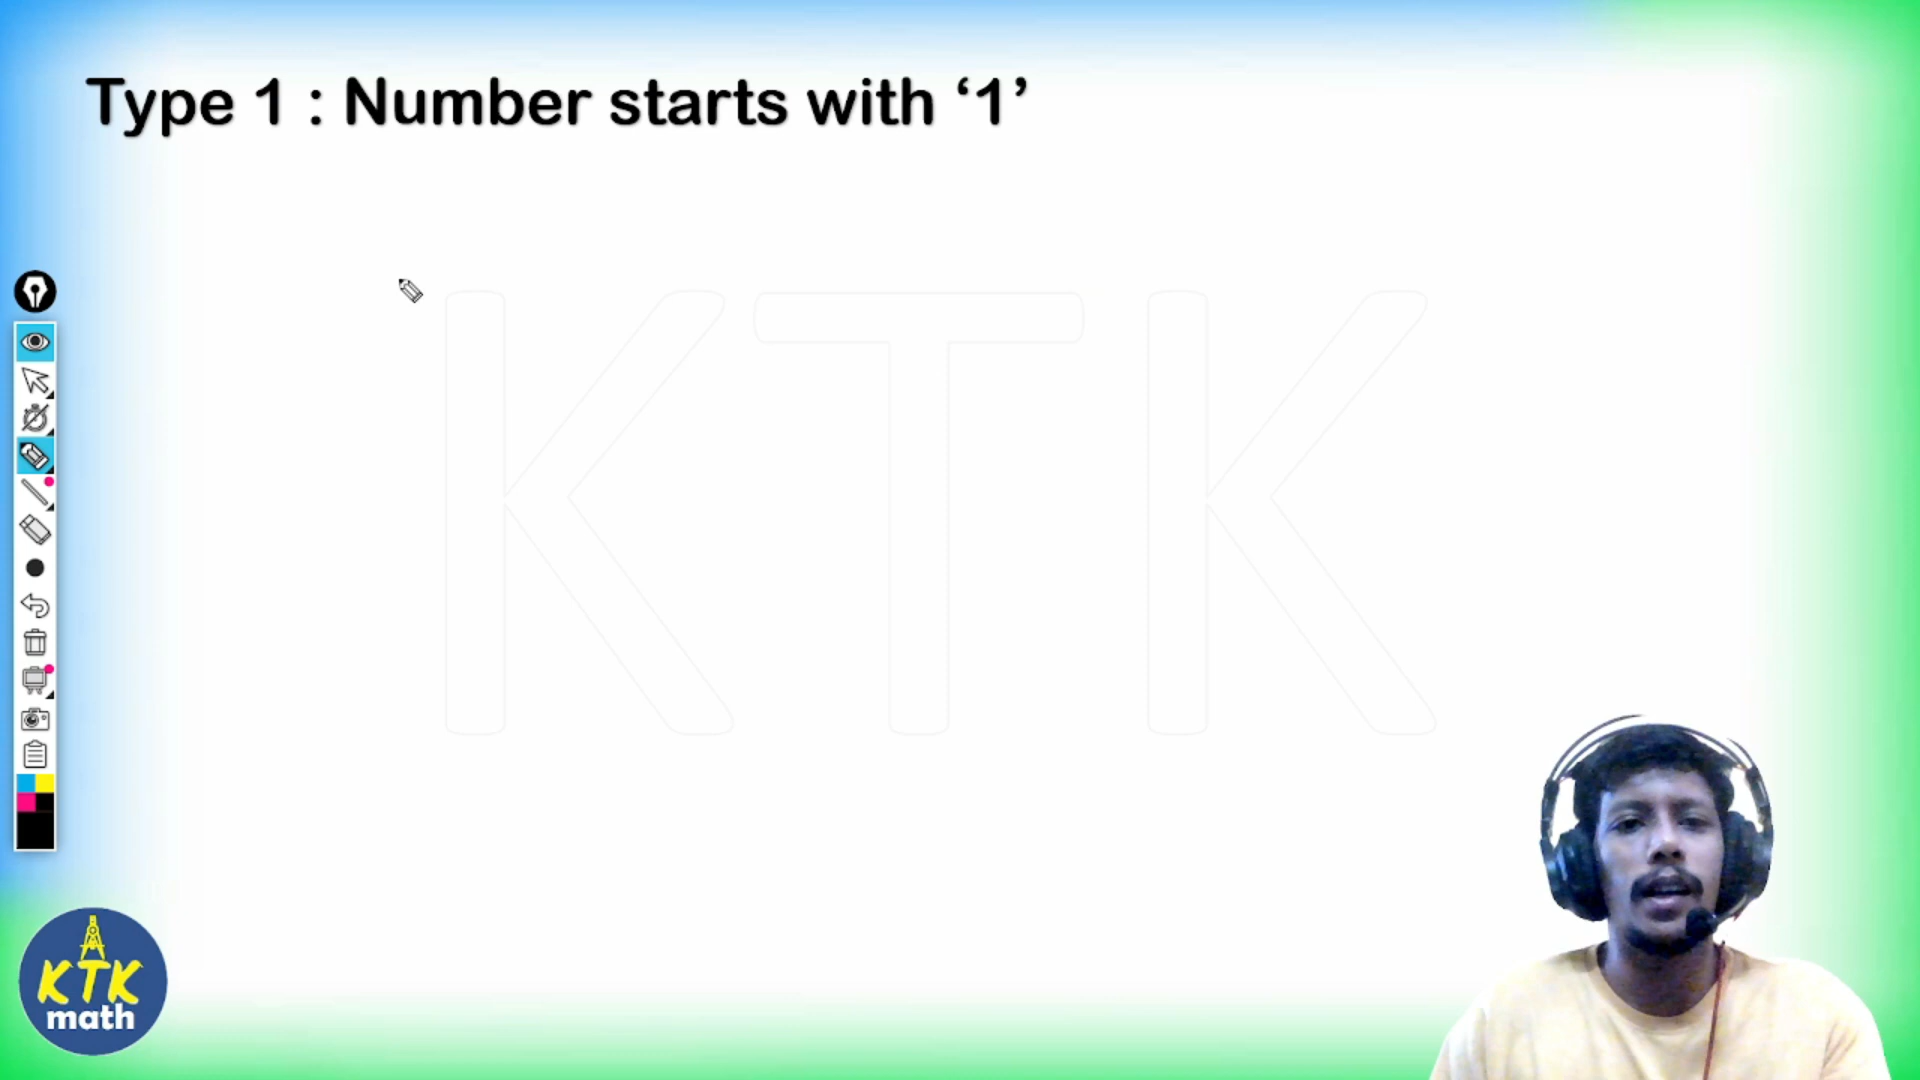 Type 1 : Number starts with ‘1’
KTK
KTK
math